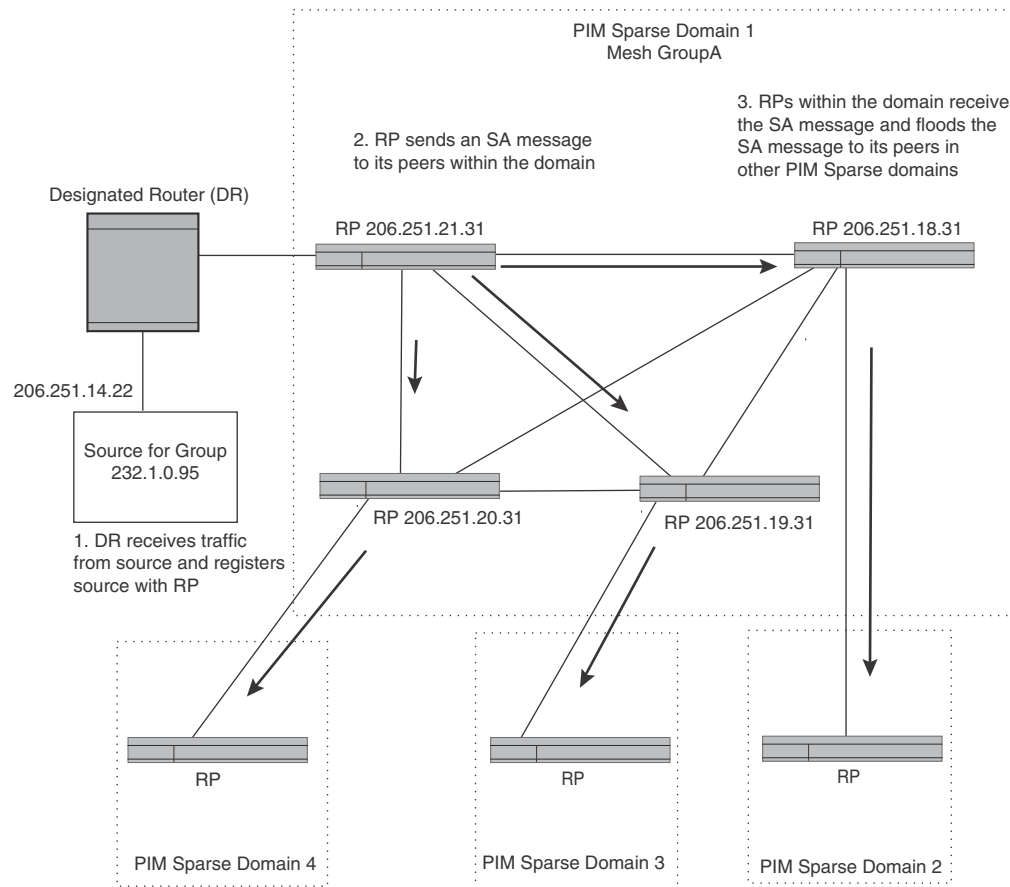 PIM Sparse Domain 1
Mesh GroupA
3. RPs within the domain receive
the SA message and floods the
SA message to its peers in
other PIM Sparse domains
2. RP sends an SA message
to its peers within the domain
Designated Router (DR)
RP 206.251.21.31
RP 206.251.18.31
206.251.14.22
Source for Group
232.1.0.95
RP 206.251.20.31
RP 206.251.19.31
1. DR receives traffic
from source and registers
source with RP
RP
RP
RP
PIM Sparse Domain 4
PIM Sparse Domain 3
PIM Sparse Domain 2